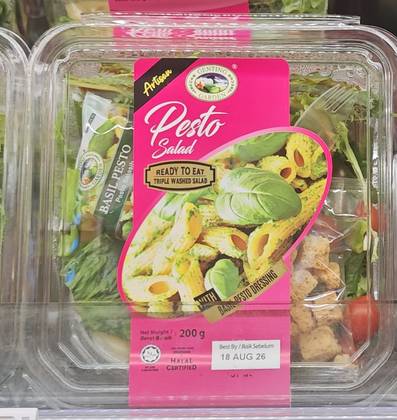 Artisan
GENTING
GARDEN
®
Pesto
Salad
READY TO EAT
TRIPLE WASHED SALAD
BASIL PESTO
WITH
BASIL PESTO DRESSING
Net Weight /
Berat Bersih
200 g
HALAL
CERTIFIED
Best By / Baik Sebelum
18 AUG 26